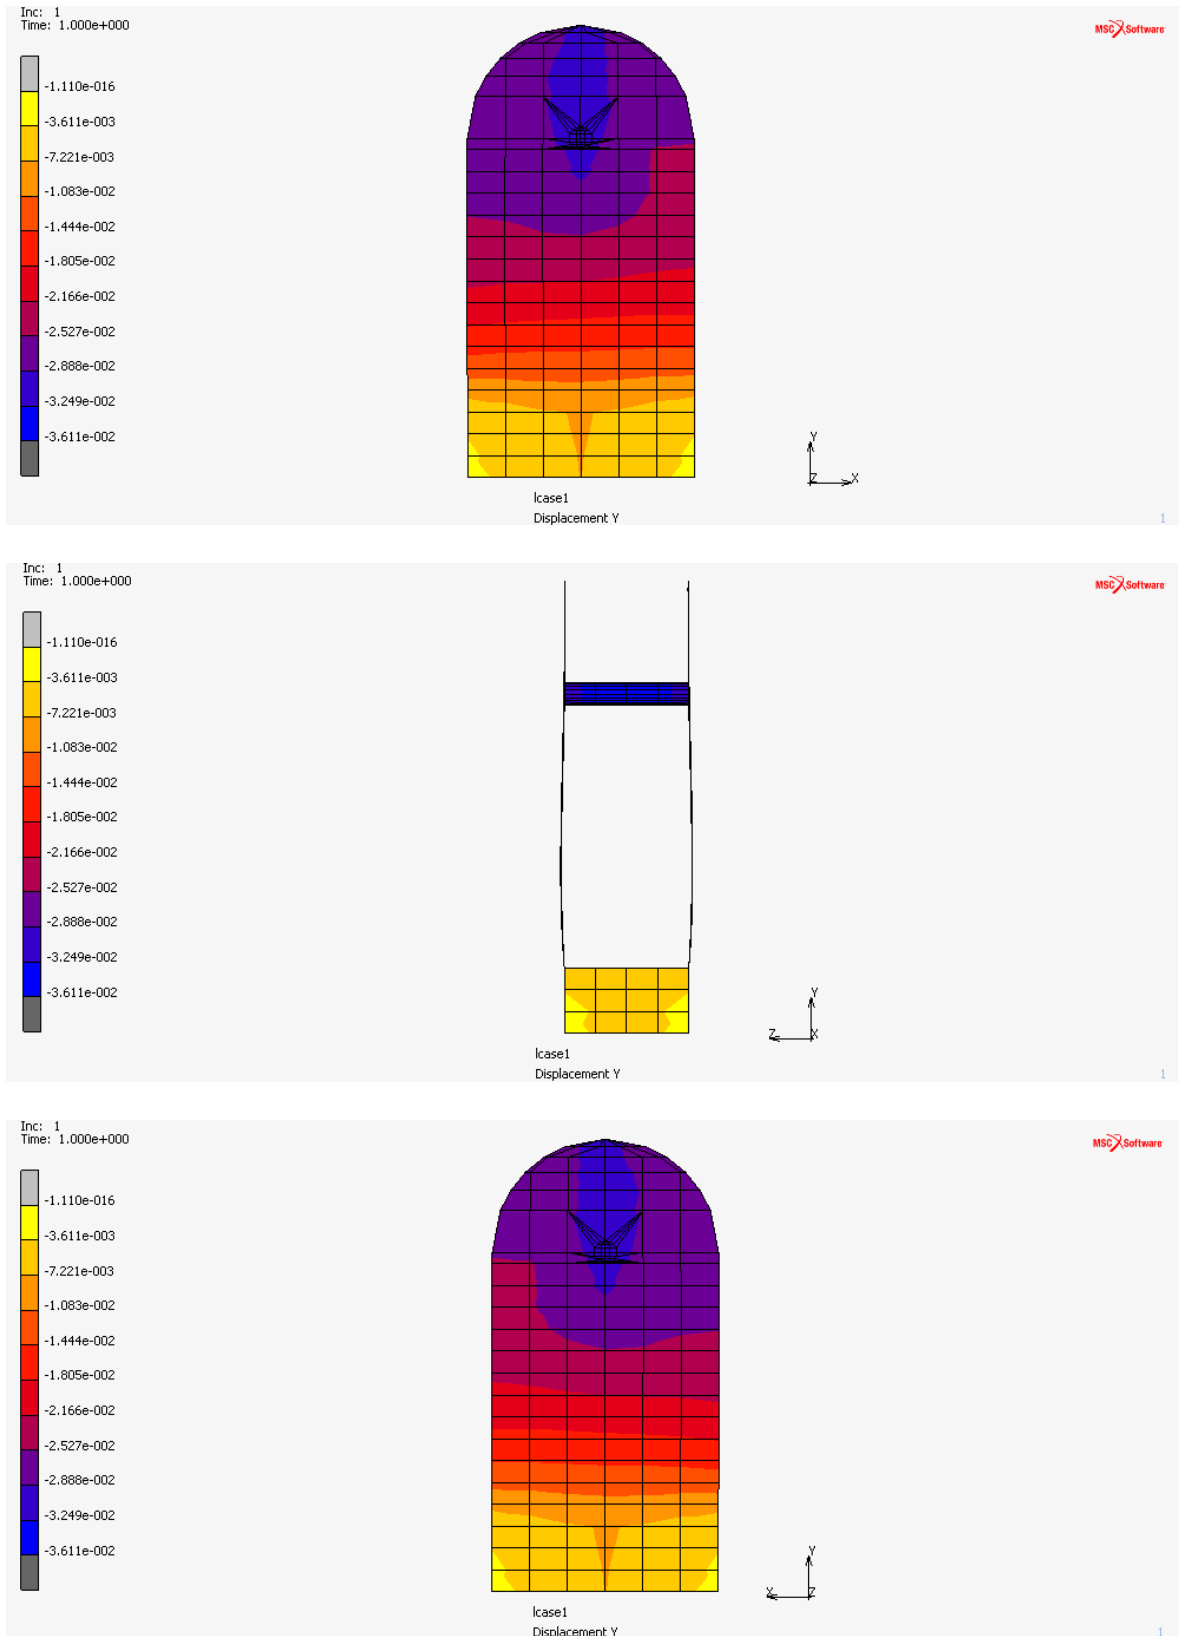 Inc: 1
Time: 1.000e+000
MSC Software
-1.110e-016
-3.611e-003
-7.221e-003
-1.083e-002
-1.444e-002
-1.805e-002
-2.166e-002
-2.527e-002
-2.888e-002
-3.249e-002
-3.611e-002
Y
Z X
lcase1
Displacement Y
1
Inc: 1
Time: 1.000e+000
MSC Software
-1.110e-016
-3.611e-003
-7.221e-003
-1.083e-002
-1.444e-002
-1.805e-002
-2.166e-002
-2.527e-002
-2.888e-002
-3.249e-002
-3.611e-002
Y
Z X
lcase1
Displacement Y
1
Inc: 1
Time: 1.000e+000
MSC Software
-1.110e-016
-3.611e-003
-7.221e-003
-1.083e-002
-1.444e-002
-1.805e-002
-2.166e-002
-2.527e-002
-2.888e-002
-3.249e-002
-3.611e-002
Y
X Z
lcase1
Displacement Y
1